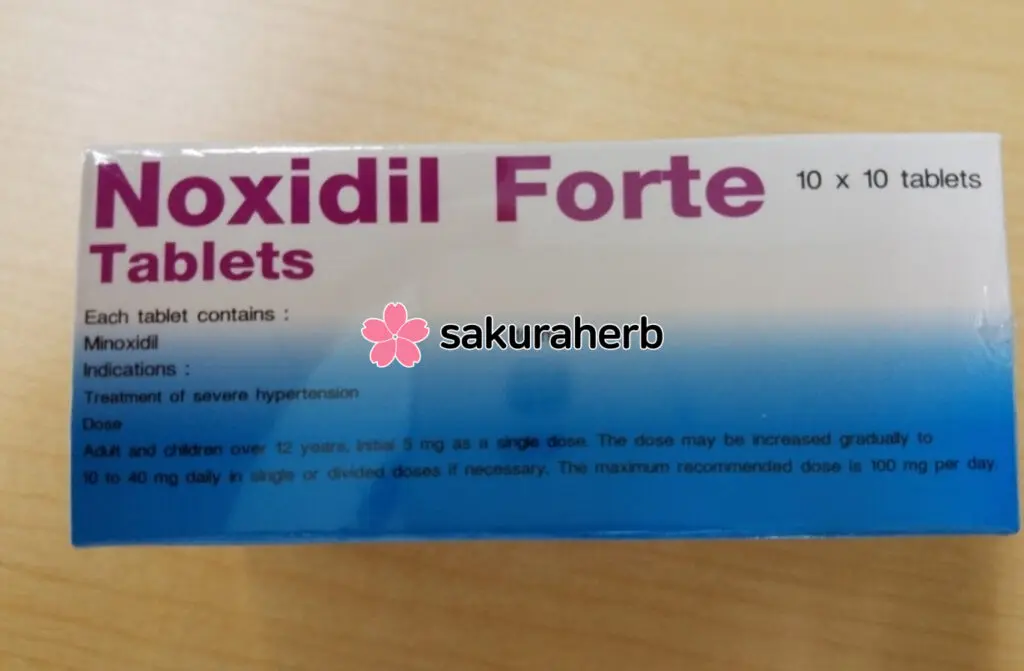 Noxidil Forte 10 x 10 tablets
Tablets
Each tablet contains :
Minoxidil
Indications :
Treatment of severe hypertension
Dose
Adult and children over 12 years, Initial 5 mg as a single dose. The dose may be increased gradually to
10 to 40 mg daily in single or divided doses if necessary. The maximum recommended dose is 100 mg per day.
sakuraherb